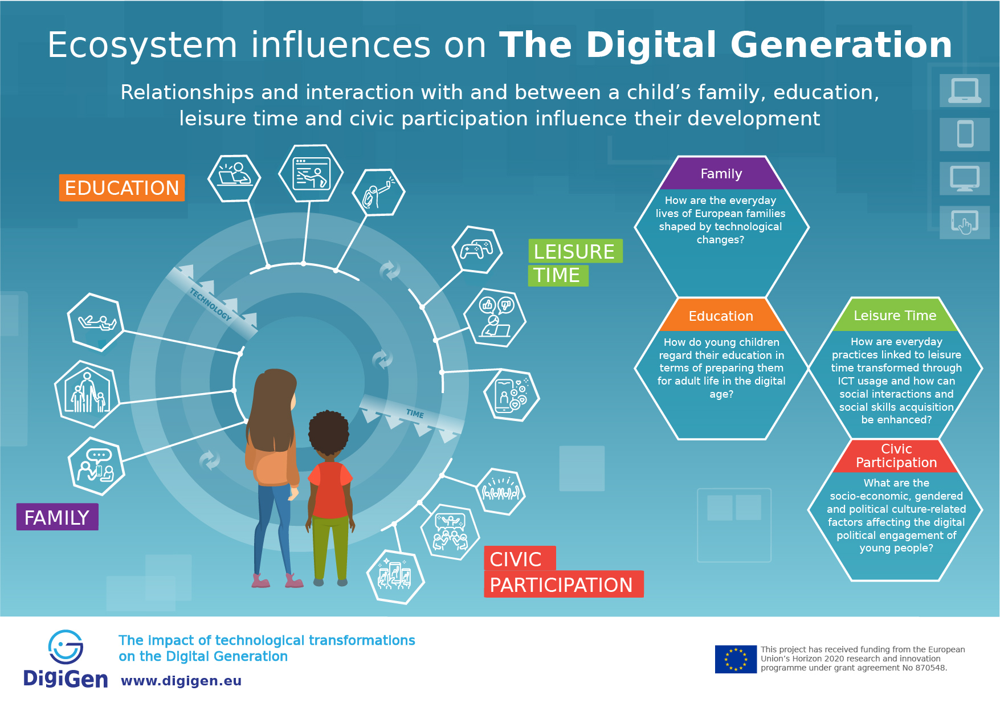 Ecosystem influences on The Digital Generation
Relationships and interaction with and between a child’s family, education,
leisure time and civic participation influence their development
EDUCATION
LEISURE
TIME
TECHNOLOGY
TIME
FAMILY
CIVIC
PARTICIPATION
Family
How are the everyday
lives of European families
shaped by technological
changes?
Education
How do young children
regard their education in
terms of preparing them
for adult life in the digital
age?
Leisure Time
How are everyday
practices linked to leisure
time transformed through
ICT usage and how can
social interactions and
social skills acquisition
be enhanced?
Civic
Participation
What are the
socio-economic, gendered
and political culture-related
factors affecting the digital
political engagement of
young people?
DigiGen
The impact of technological transformations
on the Digital Generation
www.digigen.eu
This project has received funding from the European
Union’s Horizon 2020 research and innovation
programme under grant agreement No 870548.